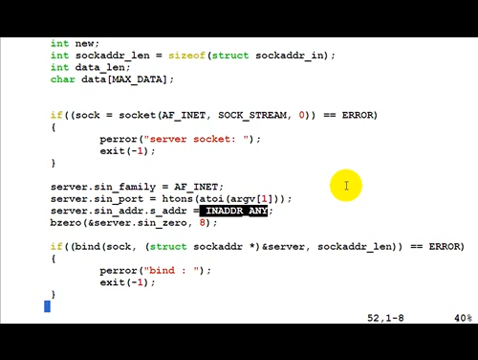 int new;
int sockaddr_len = sizeof(struct sockaddr_in);
int data_len;
char data[MAX_DATA];
if((sock = socket(AF_INET, SOCK_STREAM, 0)) == ERROR)
{
perror("server socket: ");
exit(-1);
}
server.sin_family = AF_INET;
server.sin_port = htons(atoi(argv[1]));
server.sin_addr.s_addr = INADDR_ANY;
bzero(&server.sin_zero, 8);
if((bind(sock, (struct sockaddr *)&server, sockaddr_len)) == ERROR)
{
perror("bind : ");
exit(-1);
}
52,1-8 40%